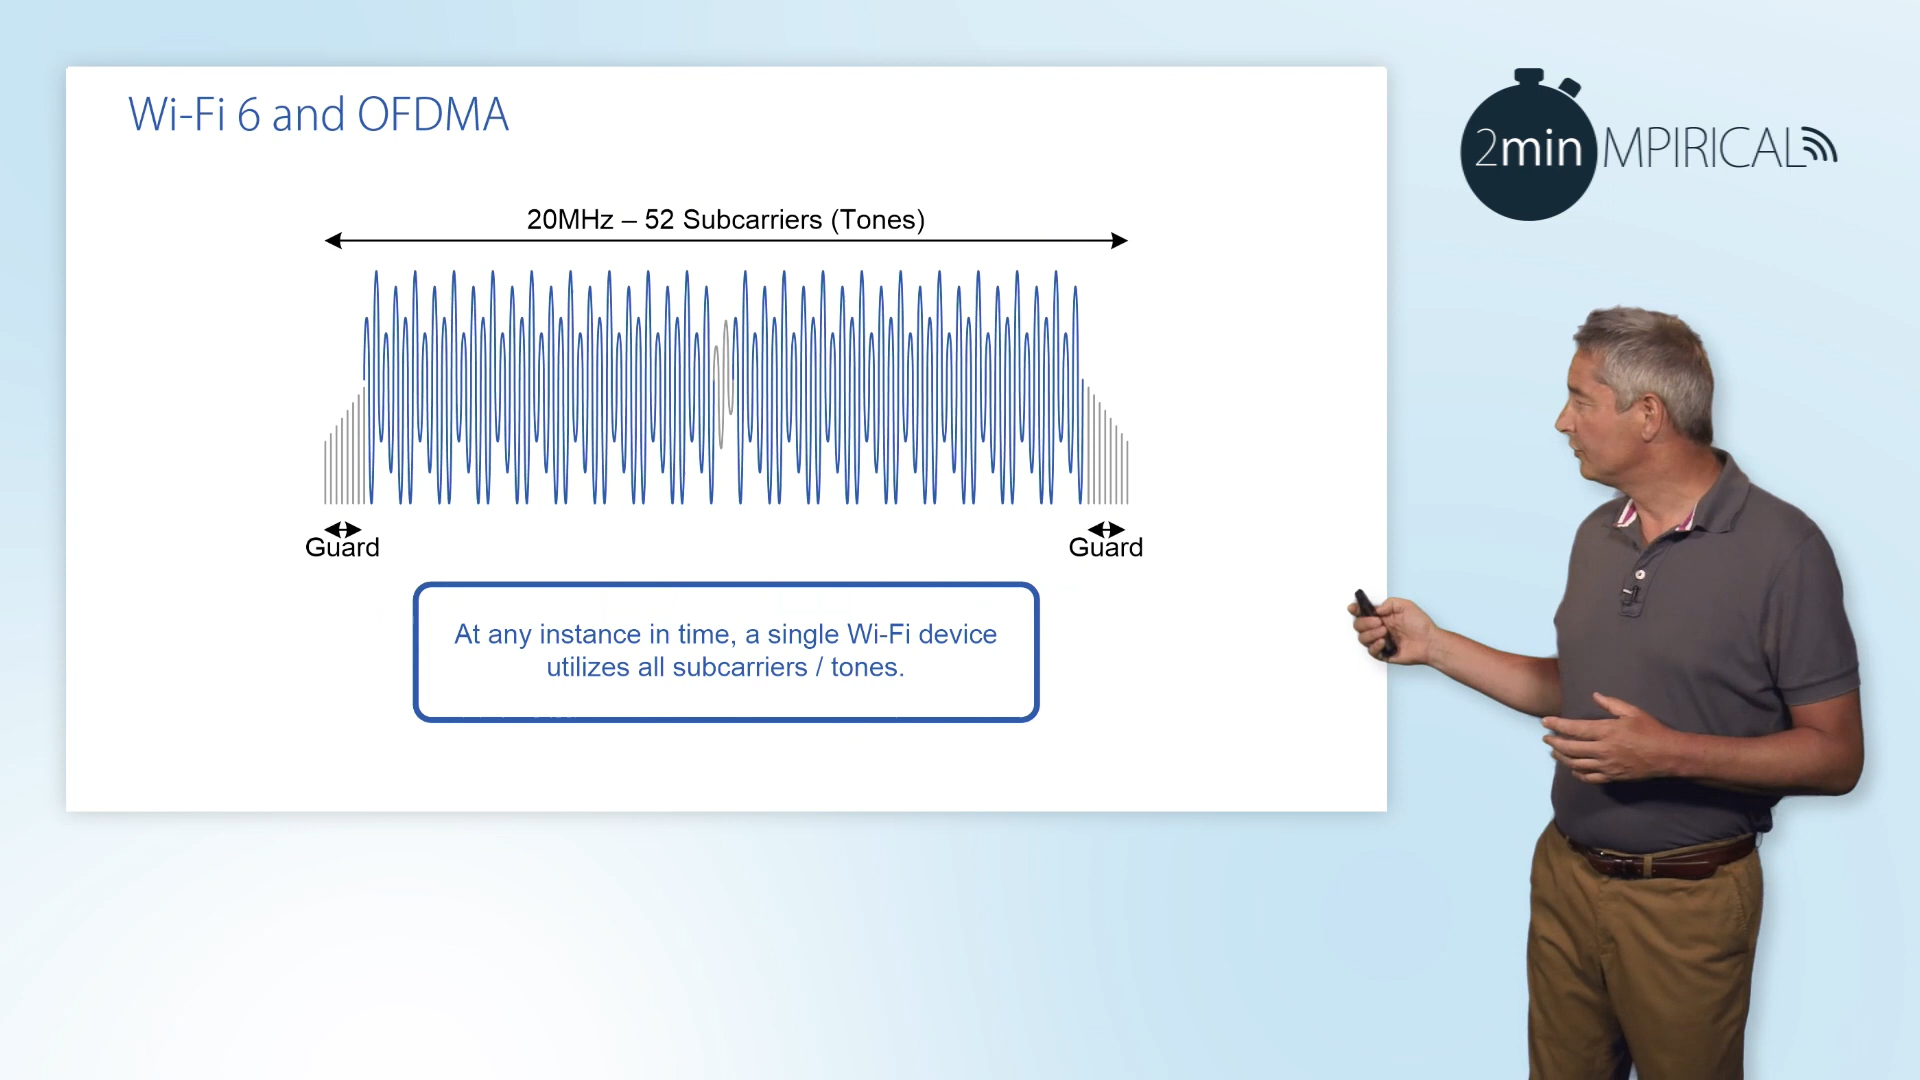 Wi-Fi 6 and OFDMA
2min MPIRICAL
20MHz – 52 Subcarriers (Tones)
Guard
Guard
At any instance in time, a single Wi-Fi device
utilizes all subcarriers / tones.